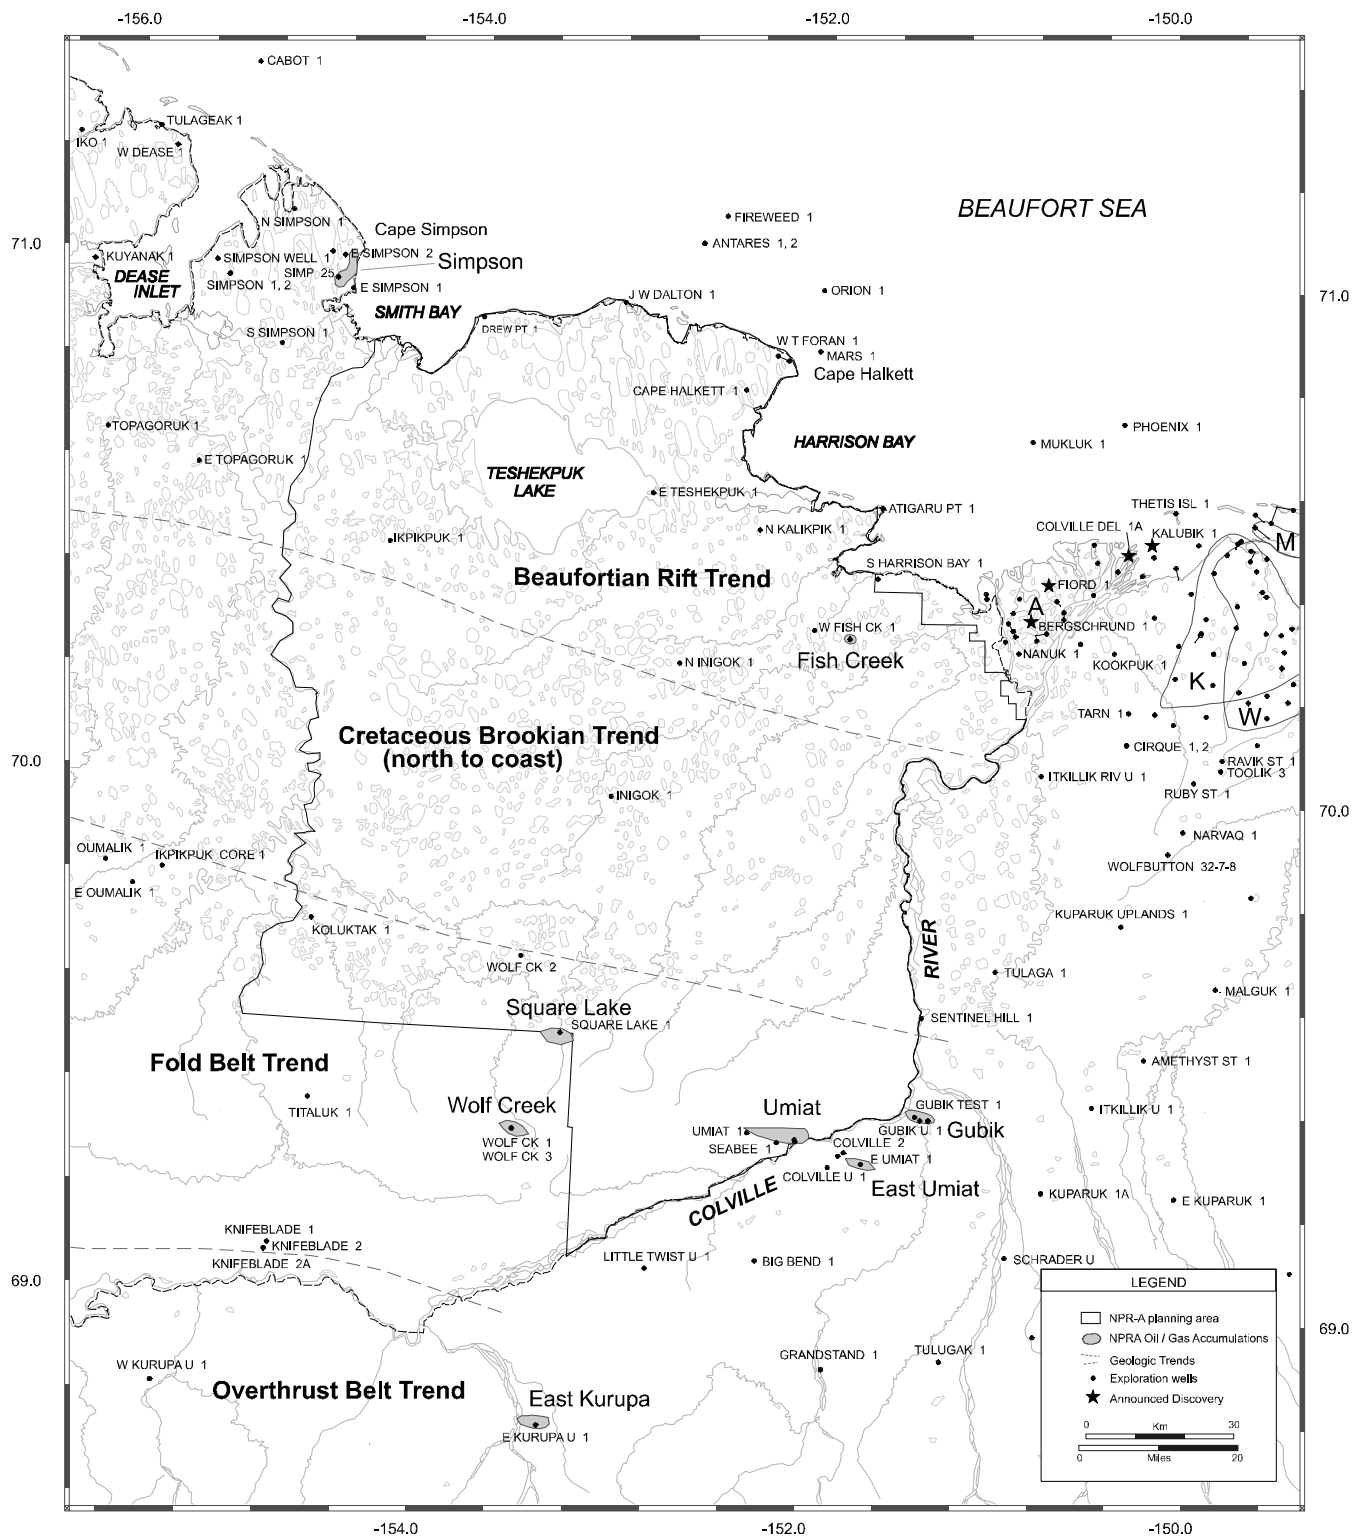 -156.0
-154.0
-152.0
-150.0
CABOT 1
TULAGEAK 1
IKO 1
W DEASE 1
BEAUFORT SEA
N SIMPSON 1
Cape Simpson
FIREWEED 1
71.0
KUYANAK 1
SIMPSON WELL 1
E SIMPSON 2
ANTARES 1, 2
Simpson
DEASE
INLET
SIMP 25
SIMPSON 1, 2
E SIMPSON 1
J W DALTON 1
ORION 1
71.0
SMITH BAY
S SIMPSON 1
DREW PT 1
W T FORAN 1
MARS 1
Cape Halkett
CAPE HALKETT 1
TOPAGORUK 1
PHOENIX 1
HARRISON BAY
MUKLUK 1
E TOPAGORUK 1
TESHEKPUK
LAKE
E TESHEKPUK 1
THETIS ISL 1
ATIGARU PT 1
COLVILLE DEL 1A
N KALIKPIK 1
KALUBIK 1
IKPIKPUK 1
M
S HARRISON BAY 1
Beaufortian Rift Trend
FIORD 1
A
W FISH CK 1
BERGSCHRUND 1
Fish Creek
NANUK 1
N INIGOK 1
KOOKPUK 1
K
TARN 1
W
Cretaceous Brookian Trend
(north to coast)
CIRQUE 1, 2
70.0
RAVIK ST 1
TOOLIK 3
ITKILLIK RIV U 1
RUBY ST 1
INIGOK 1
70.0
NARVAQ 1
OUMALIK 1
IKPIKPUK CORE 1
WOLFBUTTON 32-7-8
E OUMALIK 1
KUPARUK UPLANDS 1
KOLUKTAK 1
RIVER
WOLF CK 2
TULAGA 1
MALGUK 1
Square Lake
SQUARE LAKE 1
SENTINEL HILL 1
Fold Belt Trend
AMETHYST ST 1
TITALUK 1
Wolf Creek
Umiat
GUBIK TEST 1
ITKILLIK U 1
UMIAT 1
GUBIK U 1
Gubik
WOLF CK 1
WOLF CK 3
SEABEE 1
COLVILLE 2
E UMIAT 1
COLVILLE U 1
East Umiat
COLVILLE
KUPARUK 1A
E KUPARUK 1
KNIFEBLADE 1
KNIFEBLADE 2
KNIFEBLADE 2A
LITTLE TWIST U 1
BIG BEND 1
SCHRADER U
69.0
LEGEND
NPR-A planning area
NPRA Oil / Gas Accumulations
Geologic Trends
Exploration wells
Announced Discovery
0 Km 30
0 Miles 20
69.0
GRANDSTAND 1
TULUGAK 1
W KURUPA U 1
Overthrust Belt Trend
East Kurupa
E KURUPA U 1
-154.0
-152.0
-150.0